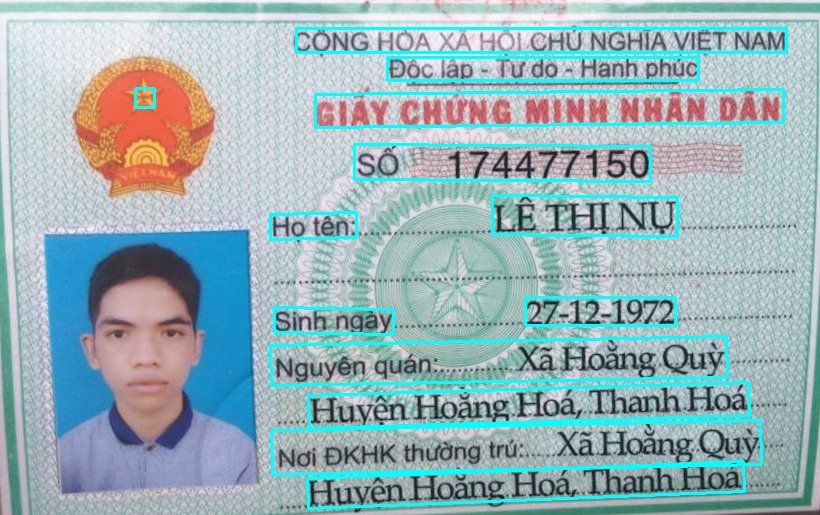 CỘNG HÒA XÃ HỘI CHỦ NGHĨA VIỆT NAM
Độc lập - Tự do - Hạnh phúc
GIẤY CHỨNG MINH NHÂN DÂN
SỐ 174477150
VIỆT NAM
Họ tên: LÊ THỊ NỤ
Sinh ngày 27-12-1972
Nguyên quán: Xã Hoằng Quỳ
Huyện Hoằng Hoá, Thanh Hoá
Nơi ĐKHK thường trú: Xã Hoằng Quỳ
Huyện Hoằng Hoá, Thanh Hoá